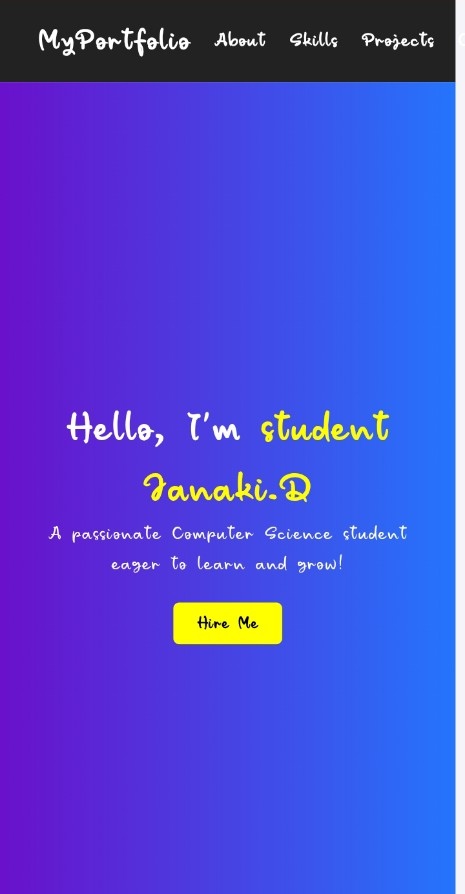 MyPortfolio About Skills Projects
Hello, I'm student
Janaki.D
A passionate Computer Science student
eager to learn and grow!
Hire Me